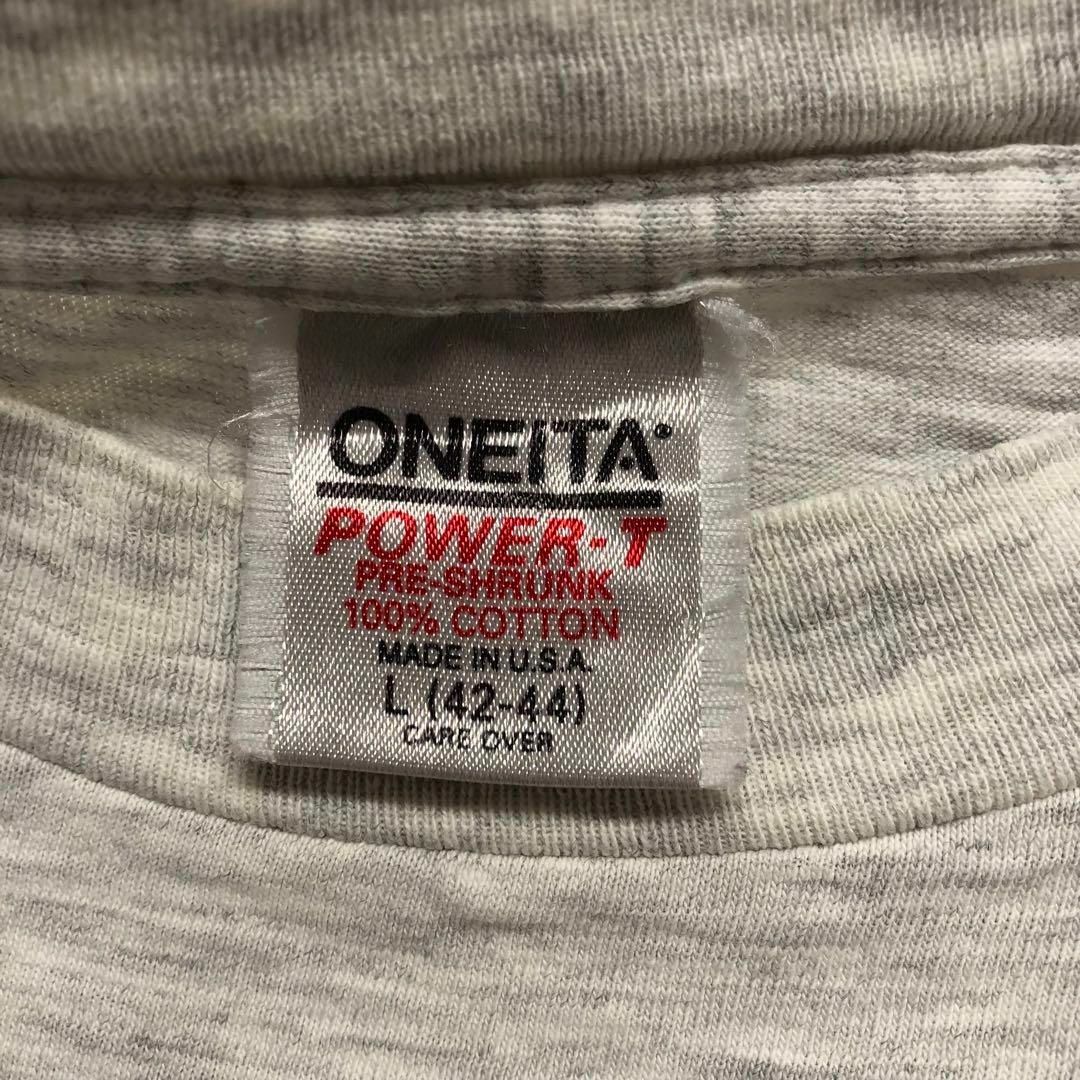 ONEITA®
POWER-T
PRE-SHRUNK
100% COTTON
MADE IN U.S.A.
L (42-44)
CARE OVER